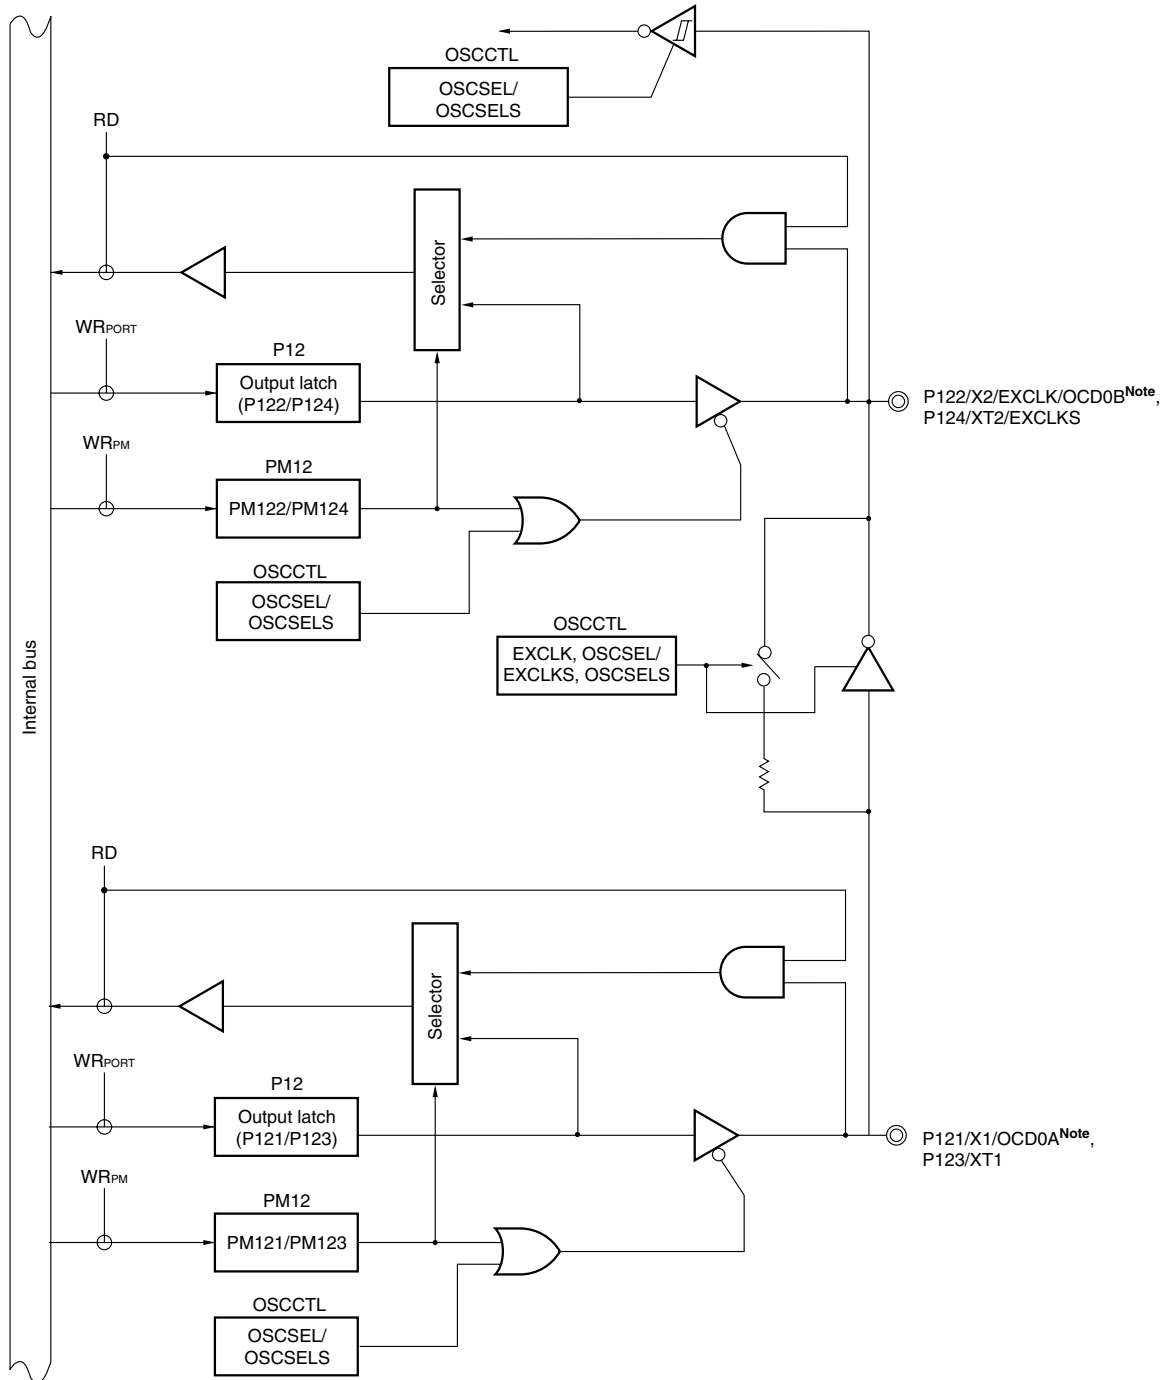 OSCCTL
OSCSEL/
OSCSELS
RD
Selector
WRPORT
P12
Output latch
(P122/P124)
P122/X2/EXCLK/OCD0BNote,
P124/XT2/EXCLKS
WRPM
PM12
PM122/PM124
OSCCTL
OSCSEL/
OSCSELS
OSCCTL
EXCLK, OSCSEL/
EXCLKS, OSCSELS
Internal bus
RD
Selector
WRPORT
P12
Output latch
(P121/P123)
P121/X1/OCD0ANote,
P123/XT1
WRPM
PM12
PM121/PM123
OSCCTL
OSCSEL/
OSCSELS